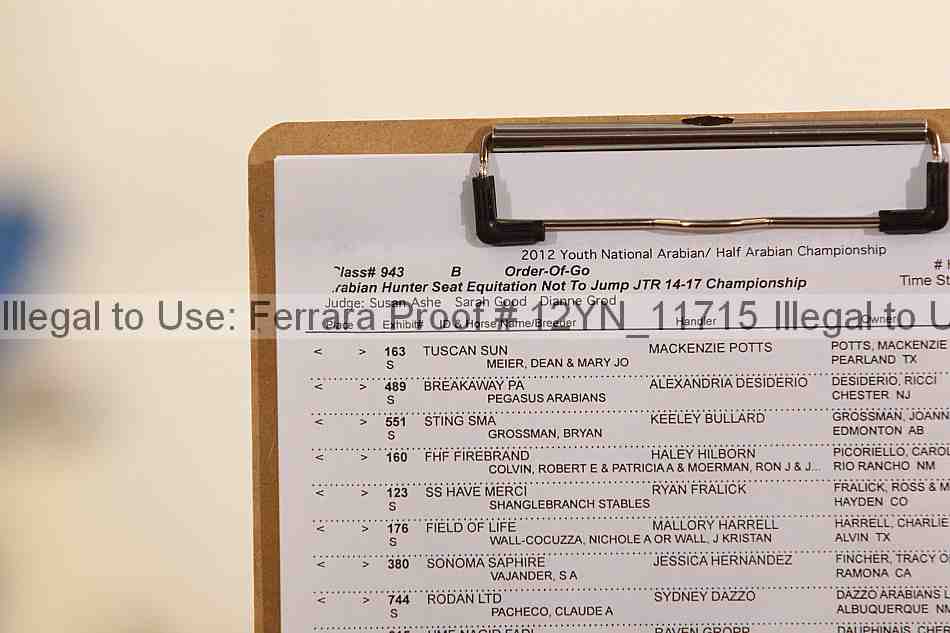 2012 Youth National Arabian/ Half Arabian Championship
Class# 943 B Order-Of-Go #
Arabian Hunter Seat Equitation Not To Jump JTR 14-17 Championship Time St
Judge: Susan Ashe Sarah Good Dianne Grod
Illegal to Use: Ferrara Proof # 12YN_11715 Illegal to U
Place Exhibit# ID & Horse Name/Breeder Handler Owner
< > 163 TUSCAN SUN MACKENZIE POTTS POTTS, MACKENZIE
S MEIER, DEAN & MARY JO PEARLAND TX
< > 489 BREAKAWAY PA ALEXANDRIA DESIDERIO DESIDERIO, RICCI
S PEGASUS ARABIANS CHESTER NJ
< > 551 STING SMA KEELEY BULLARD GROSSMAN, JOANN
S GROSSMAN, BRYAN EDMONTON AB
< > 160 FHF FIREBRAND HALEY HILBORN PICORIELLO, CAROL
COLVIN, ROBERT E & PATRICIA A & MOERMAN, RON J & J... RIO RANCHO NM
< > 123 SS HAVE MERCI RYAN FRALICK FRALICK, ROSS & M
S SHANGLEBRANCH STABLES HAYDEN CO
< > 176 FIELD OF LIFE MALLORY HARRELL HARRELL, CHARLIE
S WALL-COCUZZA, NICHOLE A OR WALL, J KRISTAN ALVIN TX
< > 380 SONOMA SAPHIRE JESSICA HERNANDEZ FINCHER, TRACY O
VAJANDER, S A RAMONA CA
< > 744 RODAN LTD SYDNEY DAZZO DAZZO ARABIANS L
S PACHECO, CLAUDE A ALBUQUERQUE NM